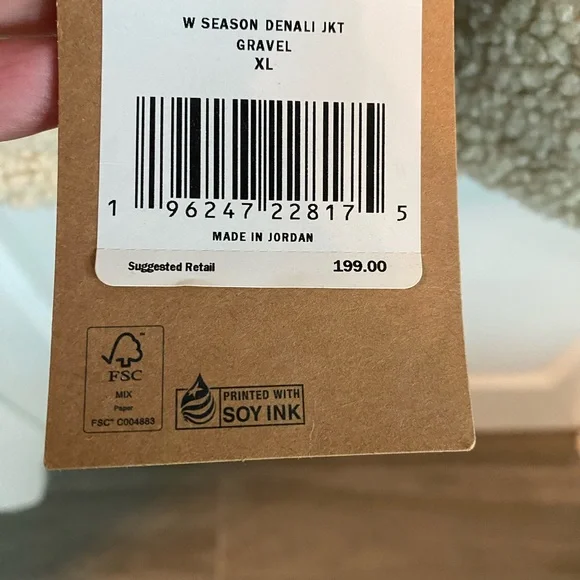 W SEASON DENALI JKT
GRAVEL
XL
1 96247 22817 5
MADE IN JORDAN
Suggested Retail 199.00
FSC
MIX
Paper
FSC® C004883
PRINTED WITH
SOY INK